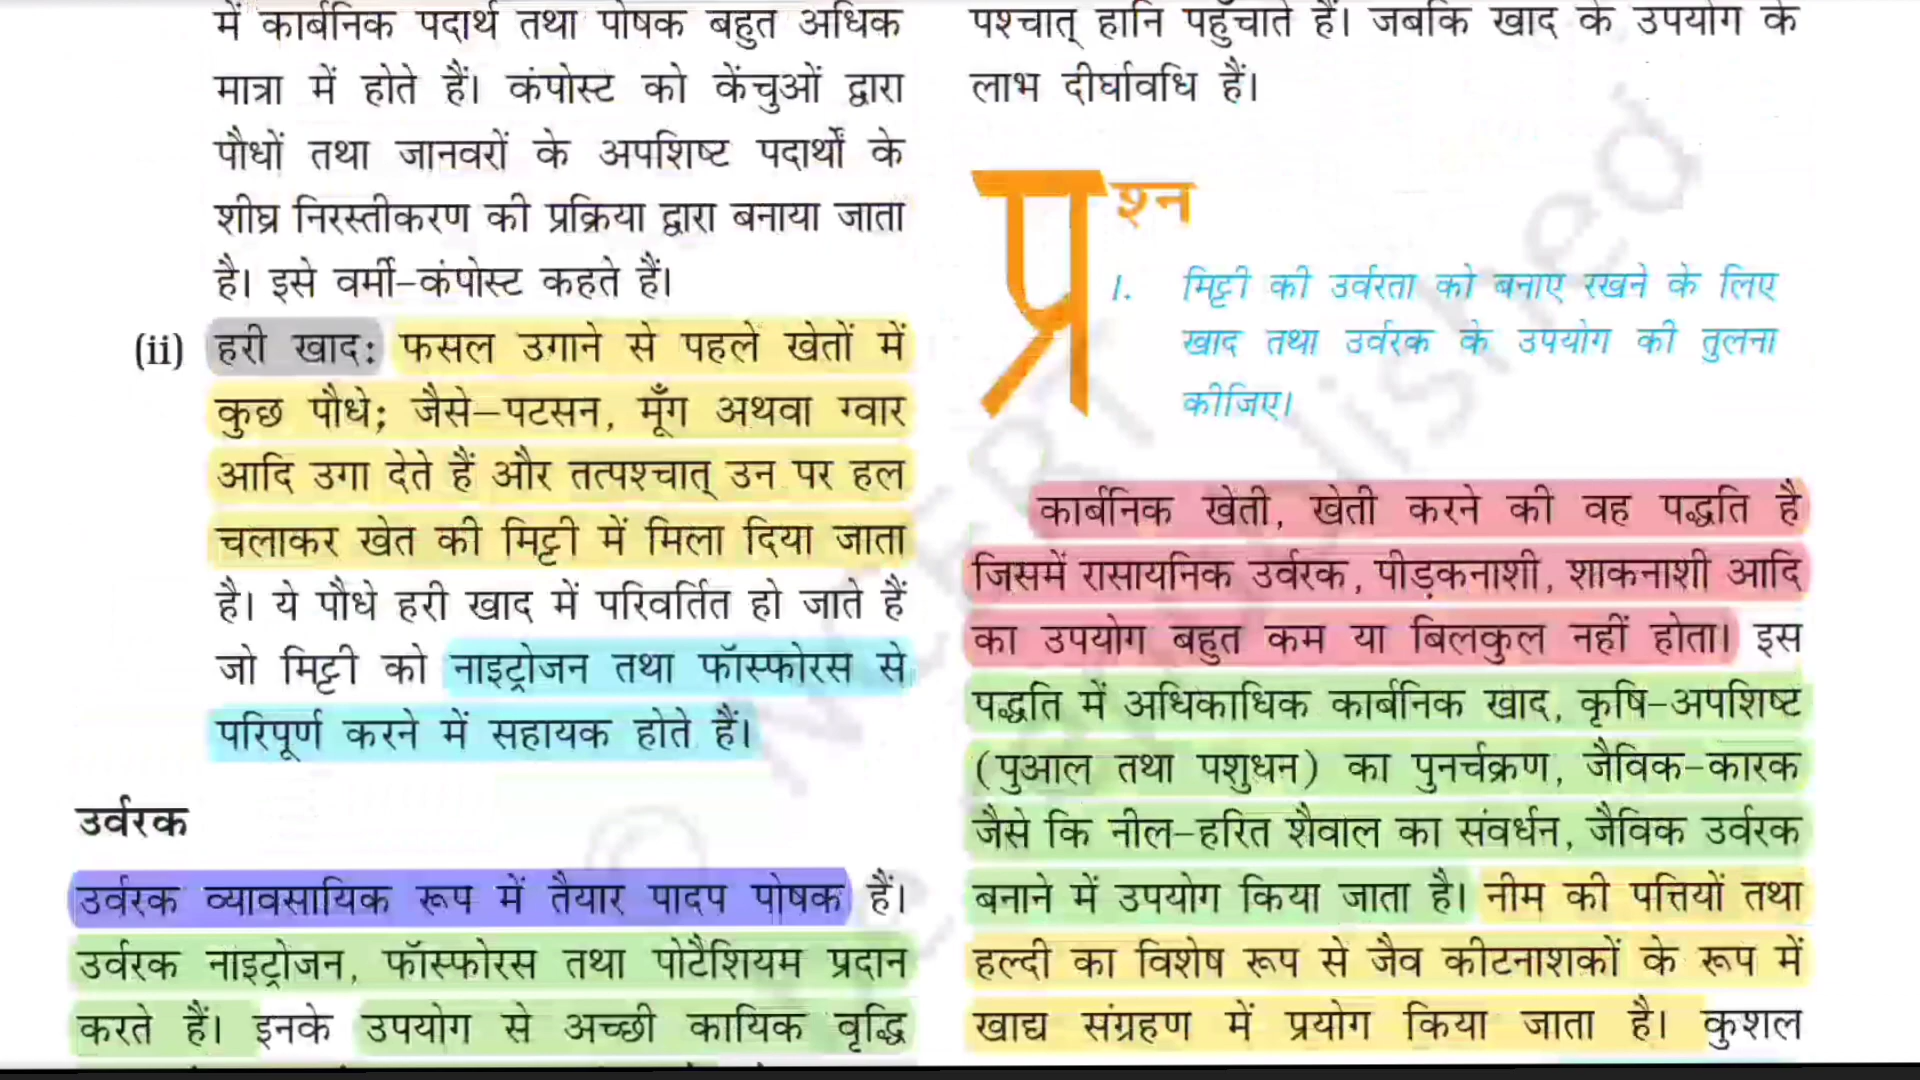 में कार्बनिक पदार्थ तथा पोषक बहुत अधिक
मात्रा में होते हैं। कंपोस्ट को केंचुओं द्वारा
पौधों तथा जानवरों के अपशिष्ट पदार्थों के
शीघ्र निरस्तीकरण की प्रक्रिया द्वारा बनाया जाता
है। इसे वर्मी-कंपोस्ट कहते हैं।
(ii) हरी खाद: फसल उगाने से पहले खेतों में
कुछ पौधे; जैसे-पटसन, मूँग अथवा ग्वार
आदि उगा देते हैं और तत्पश्चात् उन पर हल
चलाकर खेत की मिट्टी में मिला दिया जाता
है। ये पौधे हरी खाद में परिवर्तित हो जाते हैं
जो मिट्टी को नाइट्रोजन तथा फॉस्फोरस से
परिपूर्ण करने में सहायक होते हैं।
उर्वरक
उर्वरक व्यावसायिक रूप में तैयार पादप पोषक हैं।
उर्वरक नाइट्रोजन, फॉस्फोरस तथा पोटैशियम प्रदान
करते हैं। इनके उपयोग से अच्छी कायिक वृद्धि
पश्चात् हानि पहुँचाते हैं। जबकि खाद के उपयोग के
लाभ दीर्घावधि हैं।
प्रश्न
1. मिट्टी की उर्वरता को बनाए रखने के लिए
खाद तथा उर्वरक के उपयोग की तुलना
कीजिए।
कार्बनिक खेती, खेती करने की वह पद्धति है
जिसमें रासायनिक उर्वरक, पीड़कनाशी, शाकनाशी आदि
का उपयोग बहुत कम या बिलकुल नहीं होता। इस
पद्धति में अधिकाधिक कार्बनिक खाद, कृषि-अपशिष्ट
(पुआल तथा पशुधन) का पुनर्चक्रण, जैविक-कारक
जैसे कि नील-हरित शैवाल का संवर्धन, जैविक उर्वरक
बनाने में उपयोग किया जाता है। नीम की पत्तियों तथा
हल्दी का विशेष रूप से जैव कीटनाशकों के रूप में
खाद्य संग्रहण में प्रयोग किया जाता है। कुशल